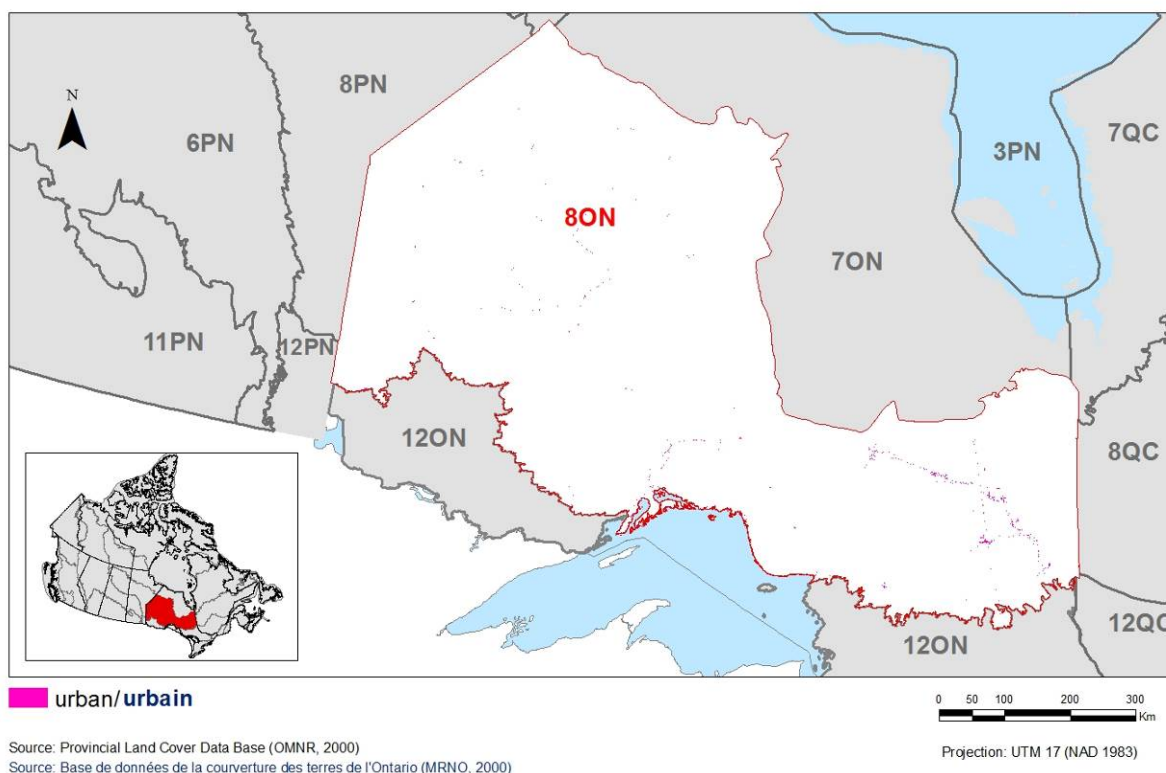 N
8PN
6PN
7QC
3PN
8ON
7ON
11PN
12PN
12ON
8QC
12QC
12ON
urban/urbain
0 50 100 200 300
Km
Source: Provincial Land Cover Data Base (OMNR, 2000)
Projection: UTM 17 (NAD 1983)
Source: Base de données de la courverture des terres de l'Ontario (MRNO, 2000)